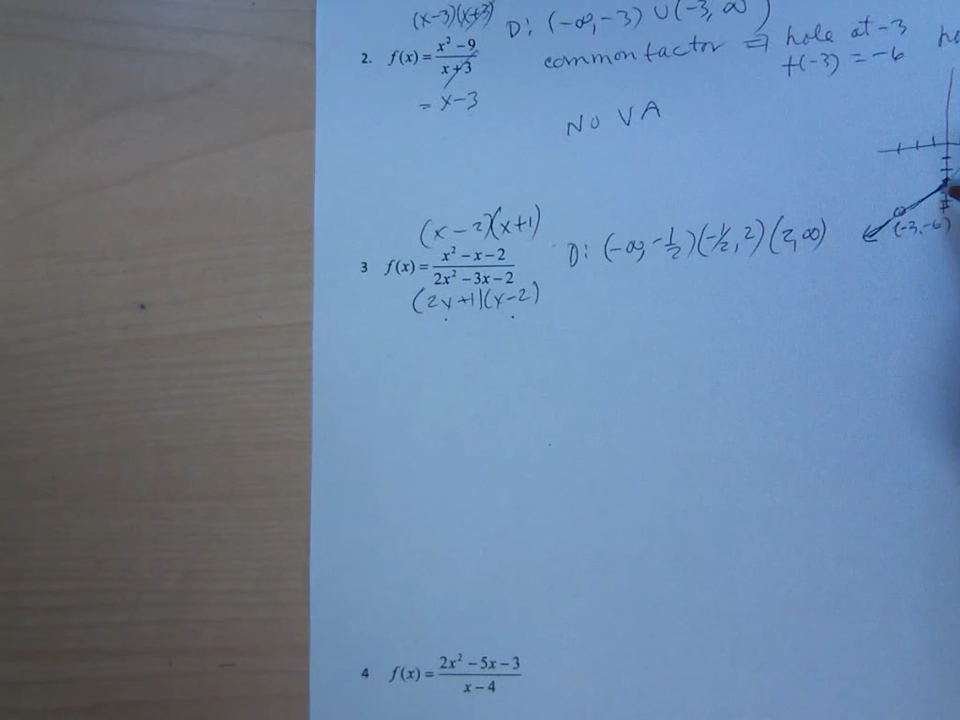 (x-3)(x+3) D: (-∞,-3) ∪ (-3, ∞)
2. f(x) = (x² - 9)/(x + 3) common factor ⇒ hole at -3
f(-3) = -6
= x-3
NO VA
(-3,-6)
(x-2)(x+1)
3 f(x) = (x² - x - 2)/(2x² - 3x - 2) D: (-∞, -1/2)(-1/2, 2)(2, ∞)
(2x+1)(x-2)
4 f(x) = (2x² - 5x - 3)/(x - 4)